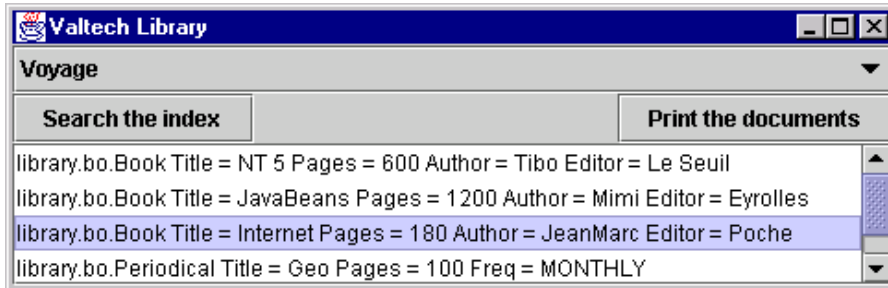 Valtech Library
Voyage
Search the index Print the documents
library.bo.Book Title = NT 5 Pages = 600 Author = Tibo Editor = Le Seuil
library.bo.Book Title = JavaBeans Pages = 1200 Author = Mimi Editor = Eyrolles
library.bo.Book Title = Internet Pages = 180 Author = JeanMarc Editor = Poche
library.bo.Periodical Title = Geo Pages = 100 Freq = MONTHLY